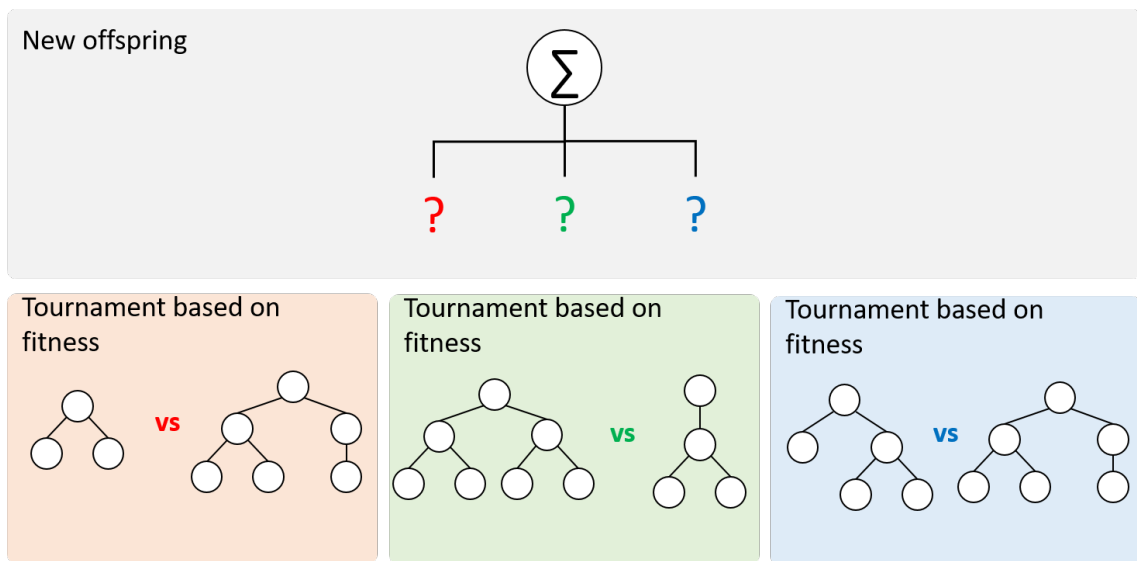 New offspring
∑
? ? ?
Tournament based on
fitness
vs
Tournament based on
fitness
vs
Tournament based on
fitness
vs